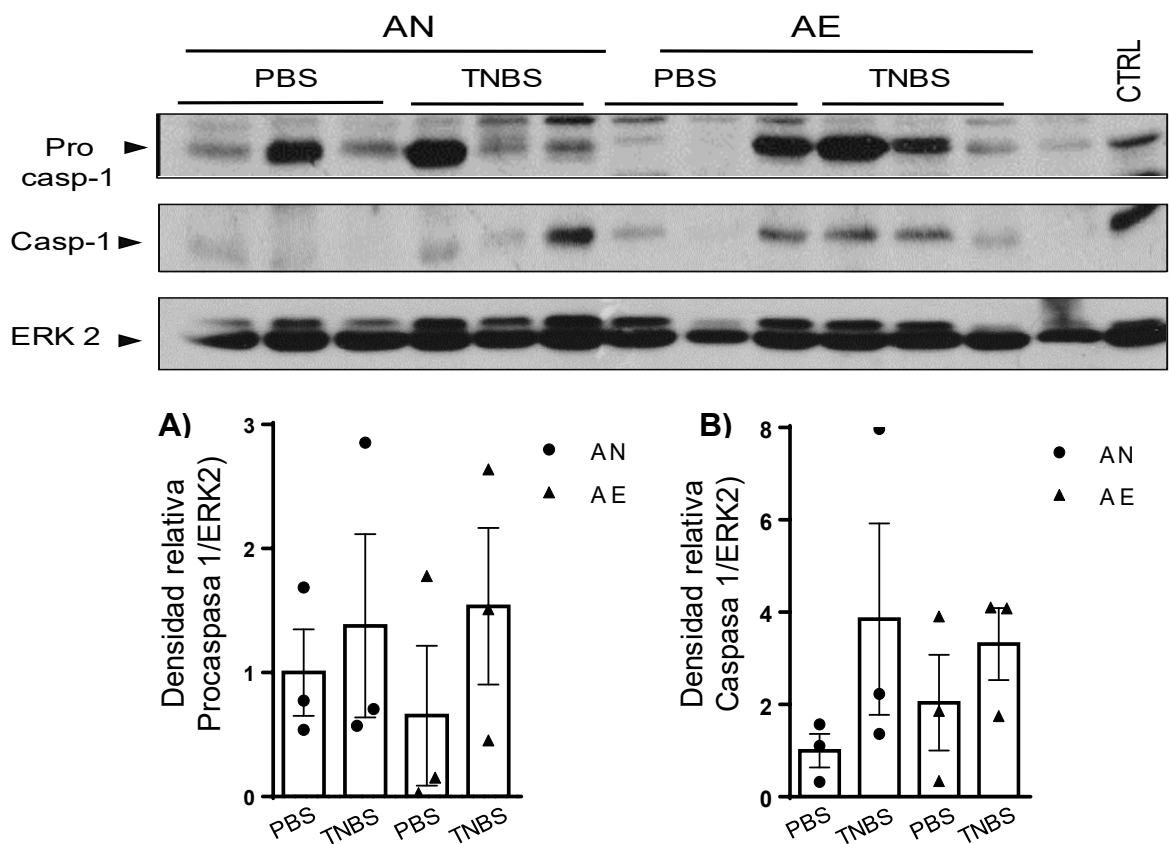 AN AE
PBS TNBS PBS TNBS CTRL
Pro
casp-1
Casp-1
ERK 2
A)
Densidad relativa
Procaspasa 1/ERK2)
3
2
1
0
PBS TNBS PBS TNBS
AN
AE
B)
Densidad relativa
Caspasa 1/ERK2)
8
6
4
2
0
PBS TNBS PBS TNBS
AN
AE